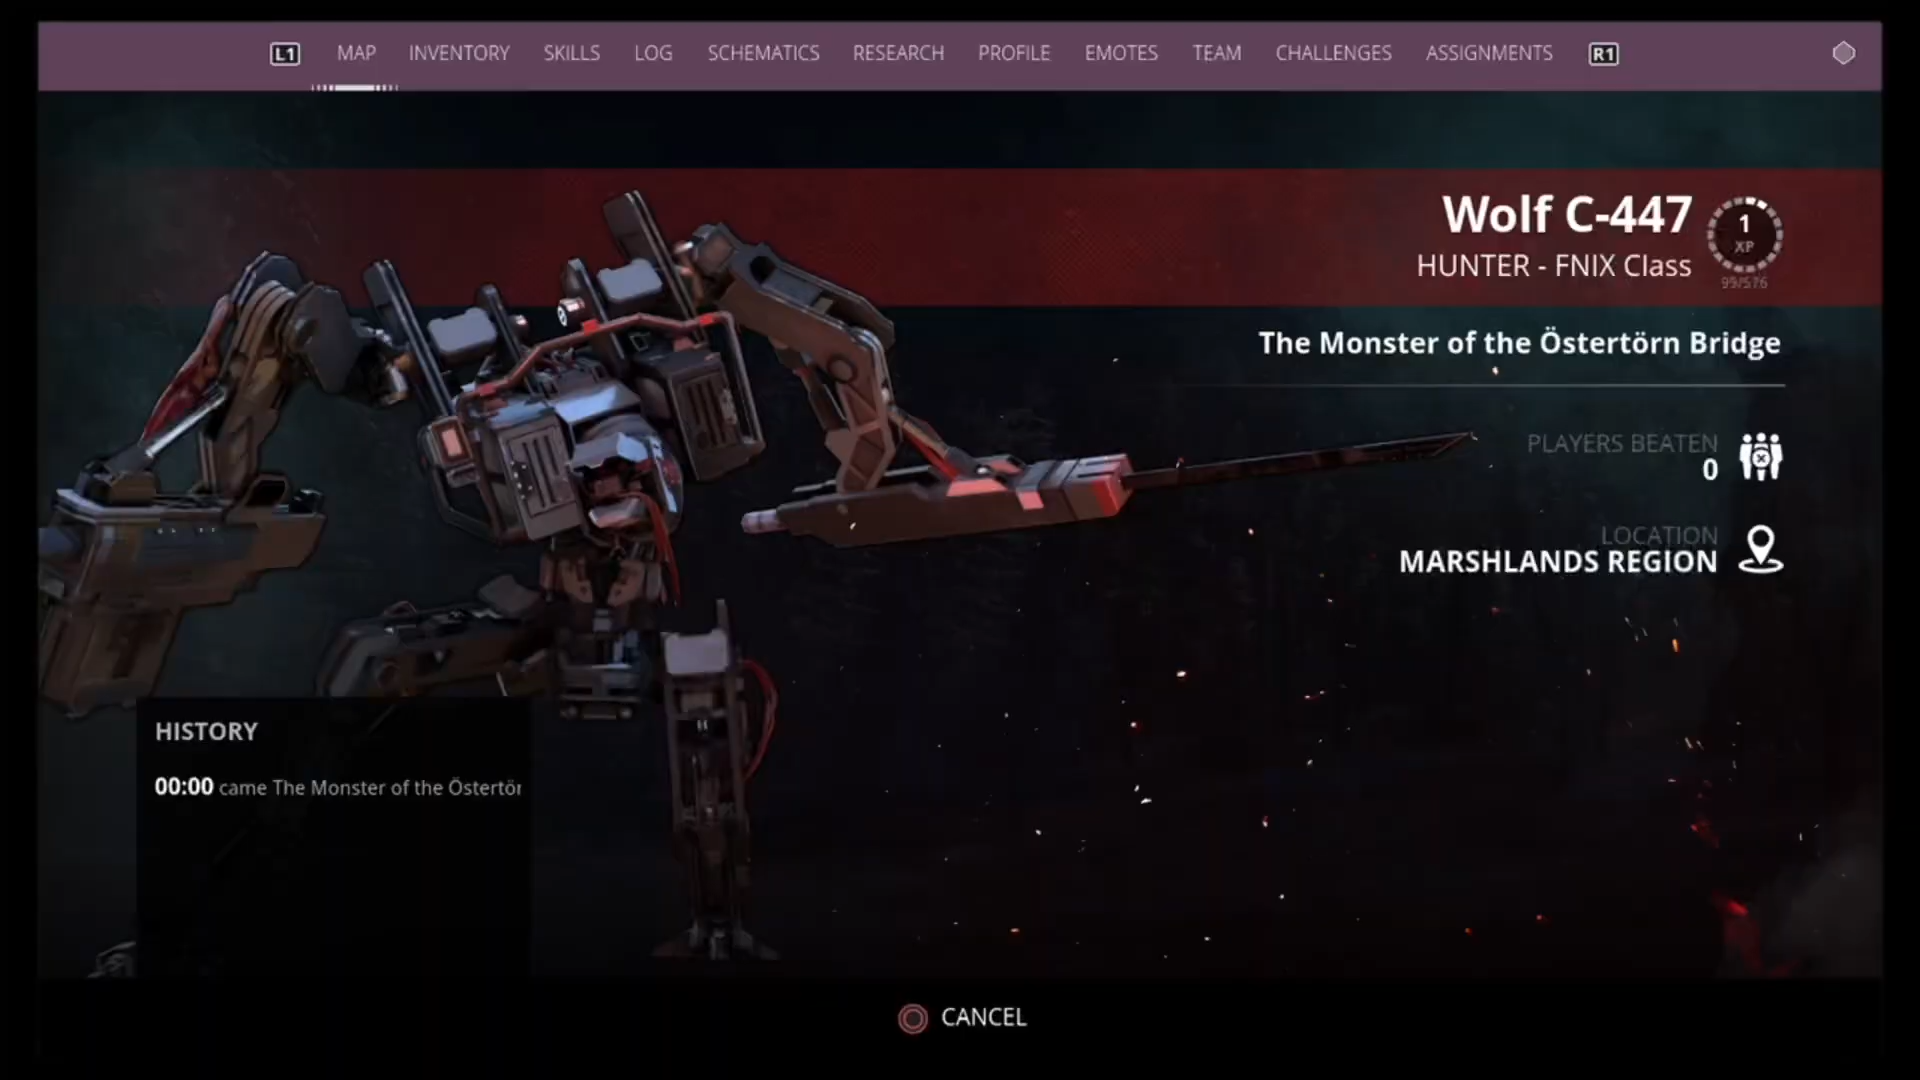 L1 MAP INVENTORY SKILLS LOG SCHEMATICS RESEARCH PROFILE EMOTES TEAM CHALLENGES ASSIGNMENTS R1
Wolf C-447
HUNTER - FNIX Class
1
XP
99/576
The Monster of the Östertörn Bridge
PLAYERS BEATEN
0
LOCATION
MARSHLANDS REGION
HISTORY
00:00 came The Monster of the Östertör
CANCEL